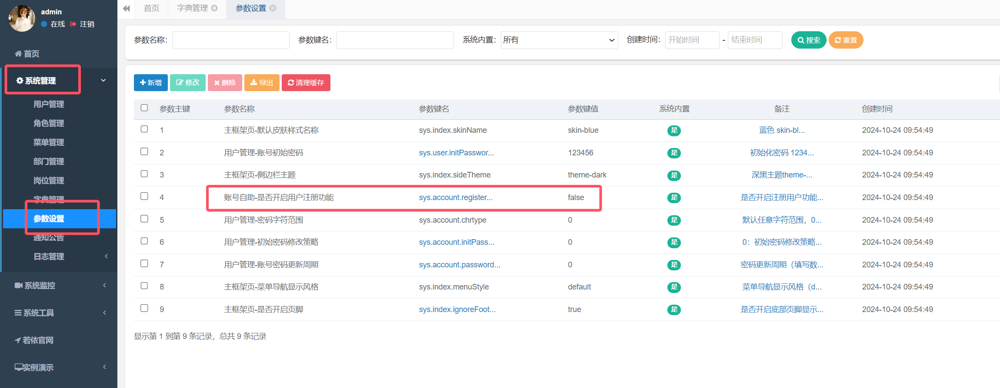 admin
在线 注销
首页
系统管理
用户管理
角色管理
菜单管理
部门管理
岗位管理
字典管理
参数设置
通知公告
日志管理
系统监控
系统工具
若依官网
实例演示
首页 字典管理 参数设置
参数名称： 参数键名： 系统内置： 所有 创建时间： 开始时间 - 结束时间 搜索 重置
新增 修改 删除 导出 清理缓存
参数主键 参数名称 参数键名 参数键值 系统内置 备注 创建时间
1 主框架页-默认皮肤样式名称 sys.index.skinName skin-blue 是 蓝色 skin-bl... 2024-10-24 09:54:49
2 用户管理-账号初始密码 sys.user.initPasswor... 123456 是 初始化密码 1234... 2024-10-24 09:54:49
3 主框架页-侧边栏主题 sys.index.sideTheme theme-dark 是 深黑主题theme-... 2024-10-24 09:54:49
4 账号自助-是否开启用户注册功能 sys.account.register... false 是 是否开启注册用户功能... 2024-10-24 09:54:49
5 用户管理-密码字符范围 sys.account.chrtype 0 是 默认任意字符范围，0... 2024-10-24 09:54:49
6 用户管理-初始密码修改策略 sys.account.initPass... 0 是 0：初始密码修改策略... 2024-10-24 09:54:49
7 用户管理-账号密码更新周期 sys.account.password... 0 是 密码更新周期（填写数... 2024-10-24 09:54:49
8 主框架页-菜单导航显示风格 sys.index.menuStyle default 是 菜单导航显示风格（d... 2024-10-24 09:54:49
9 主框架页-是否开启页脚 sys.index.ignoreFoot... true 是 是否开启底部页脚显示... 2024-10-24 09:54:49
显示第 1 到第 9 条记录，总共 9 条记录